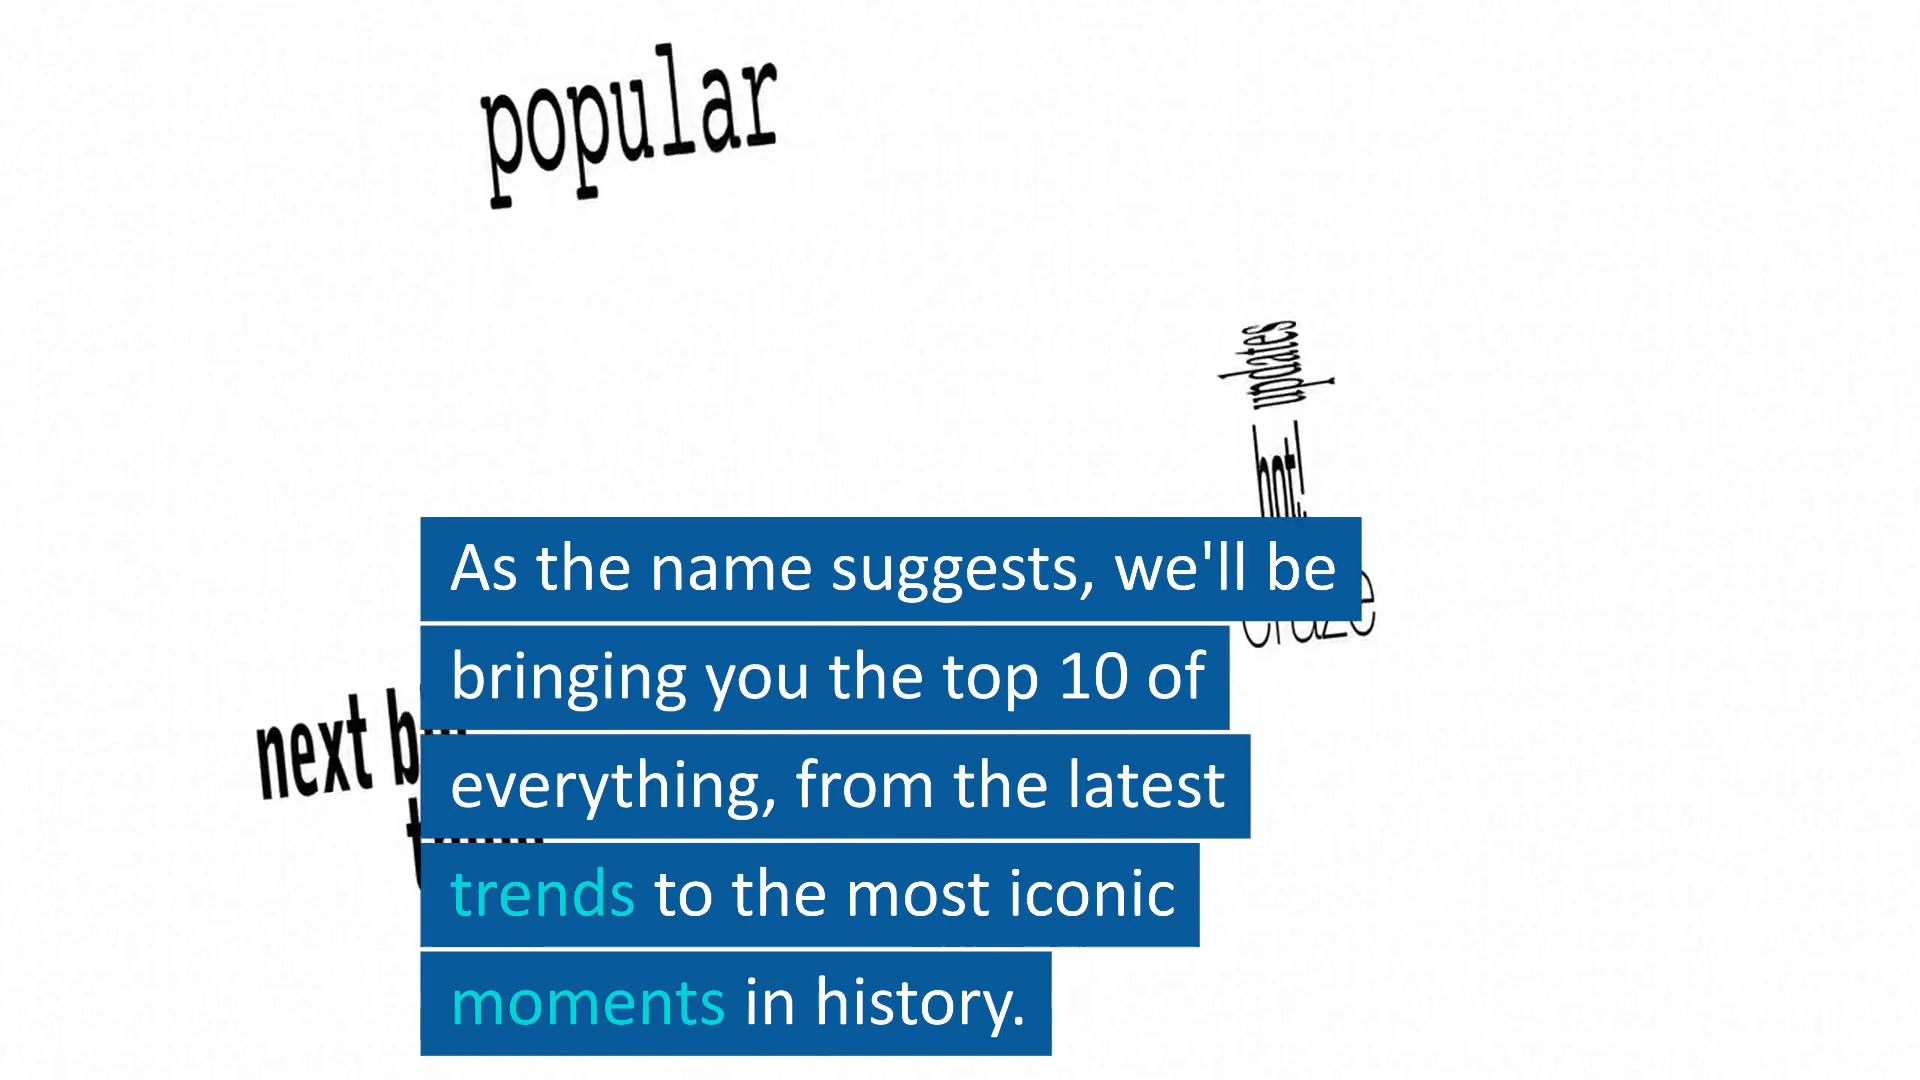 popular
updates
hot
As the name suggests, we'll be
craze
bringing you the top 10 of
next
everything, from the latest
trends to the most iconic
moments in history.